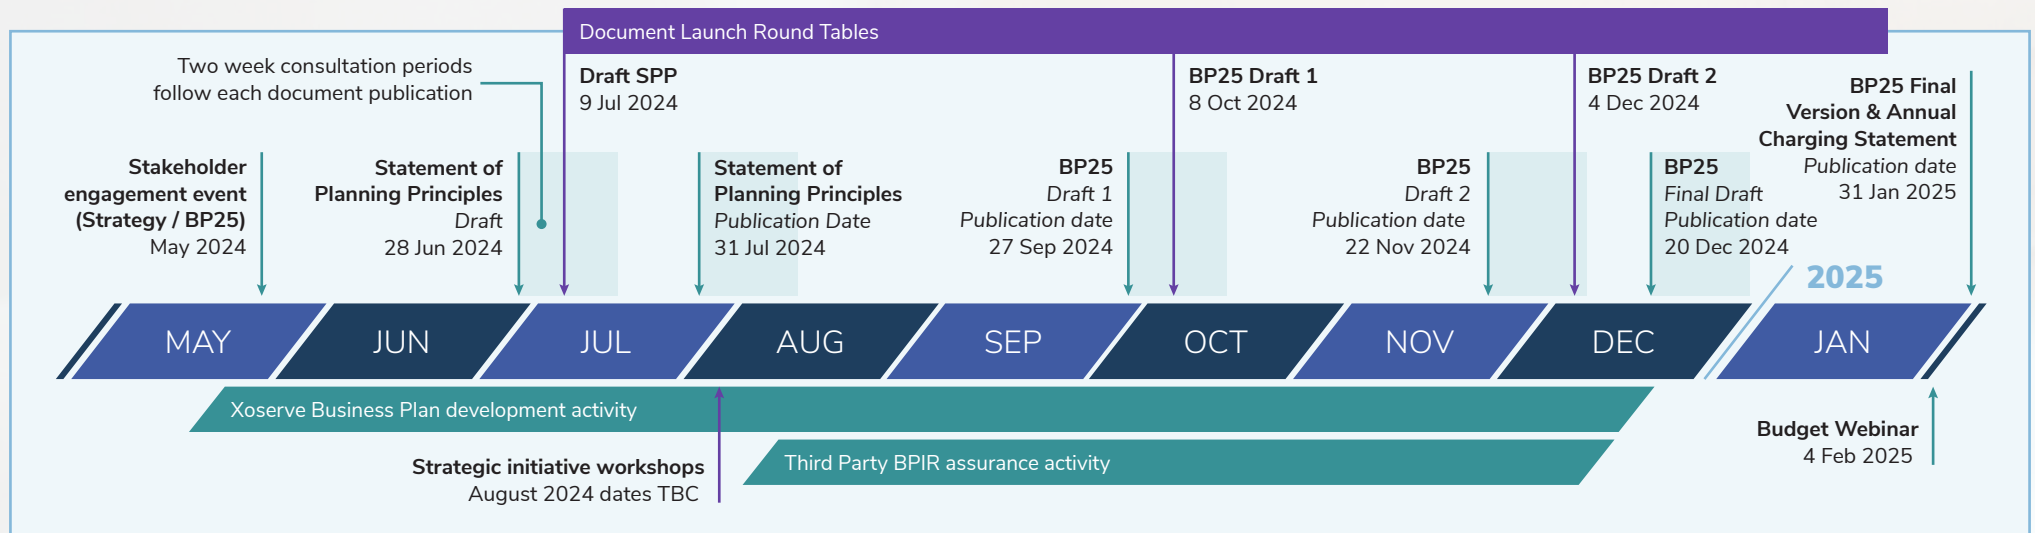 Document Launch Round Tables
Two week consultation periods
follow each document publication
Draft SPP
9 Jul 2024
BP25 Draft 1
8 Oct 2024
BP25 Draft 2
4 Dec 2024
BP25 Final
Version & Annual
Charging Statement
Publication date
31 Jan 2025
Stakeholder
engagement event
(Strategy / BP25)
May 2024
Statement of
Planning Principles
Draft
28 Jun 2024
Statement of
Planning Principles
Publication Date
31 Jul 2024
BP25
Draft 1
Publication date
27 Sep 2024
BP25
Draft 2
Publication date
22 Nov 2024
BP25
Final Draft
Publication date
20 Dec 2024
2025
MAY
JUN
JUL
AUG
SEP
OCT
NOV
DEC
JAN
Xoserve Business Plan development activity
Strategic initiative workshops
August 2024 dates TBC
Third Party BPIR assurance activity
Budget Webinar
4 Feb 2025